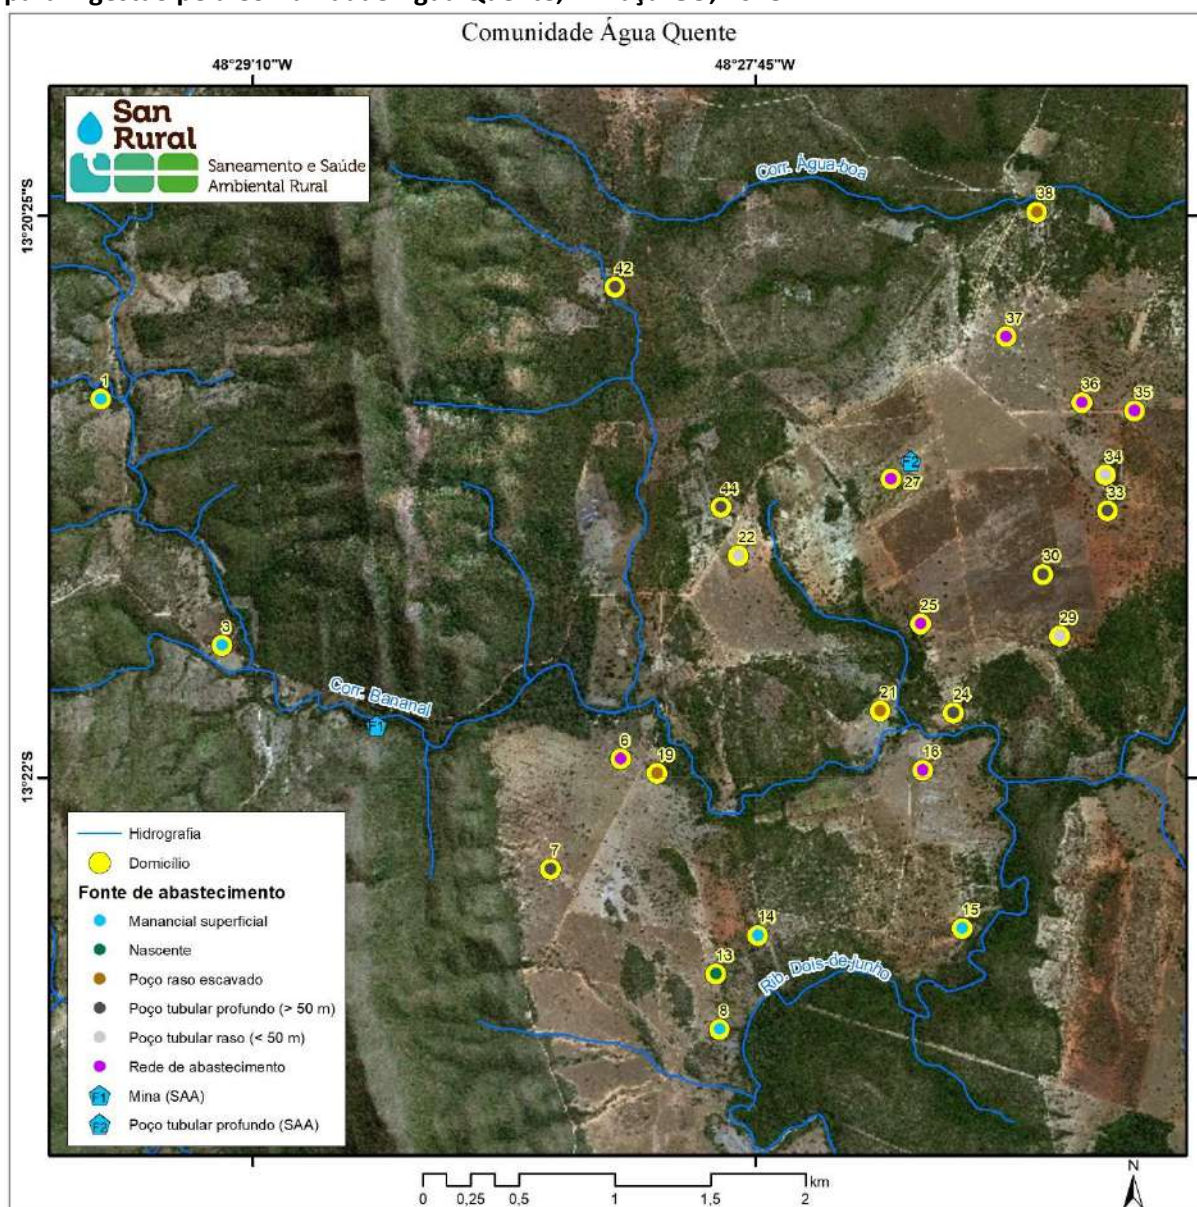 Comunidade Água Quente
48°29'10"W
48°27'45"W
San
Rural
Saneamento e Saúde
Ambiental Rural
Corr. Água-boa
13°20'25"S
38
42
37
1
36
35
F2
27
34
33
44
22
30
25
29
3
Corr. Bananal
F1
21
24
6
19
16
13°22'S
7
14
15
13
Rib. Dois-de-junho
8
Hidrografia
Domicílio
Fonte de abastecimento
Manancial superficial
Nascente
Poço raso escavado
Poço tubular profundo (> 50 m)
Poço tubular raso (< 50 m)
Rede de abastecimento
F1 Mina (SAA)
F2 Poço tubular profundo (SAA)
km
0 0,25 0,5 1 1,5 2
N